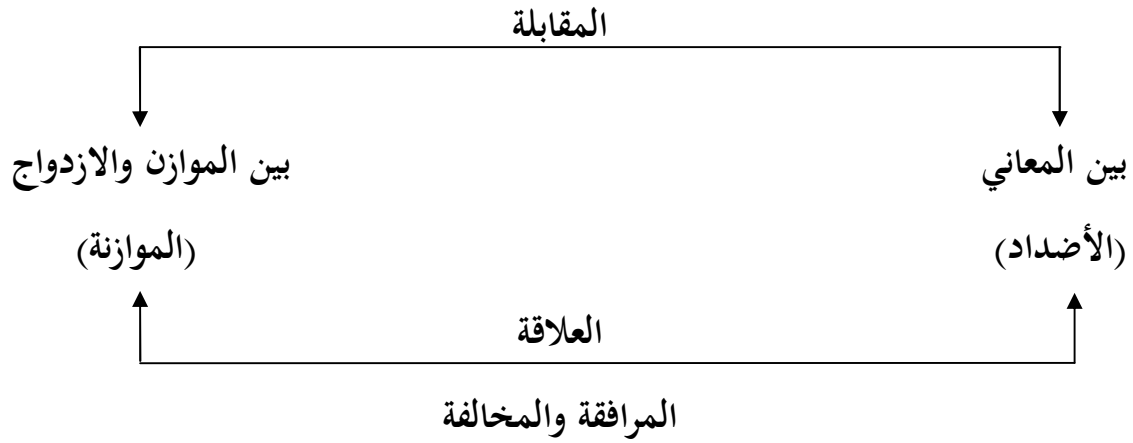 المقابلة
بين المعاني
بين الموازن والازدواج
(الأضداد)
(الموازنة)
العلاقة
المرافقة والمخالفة